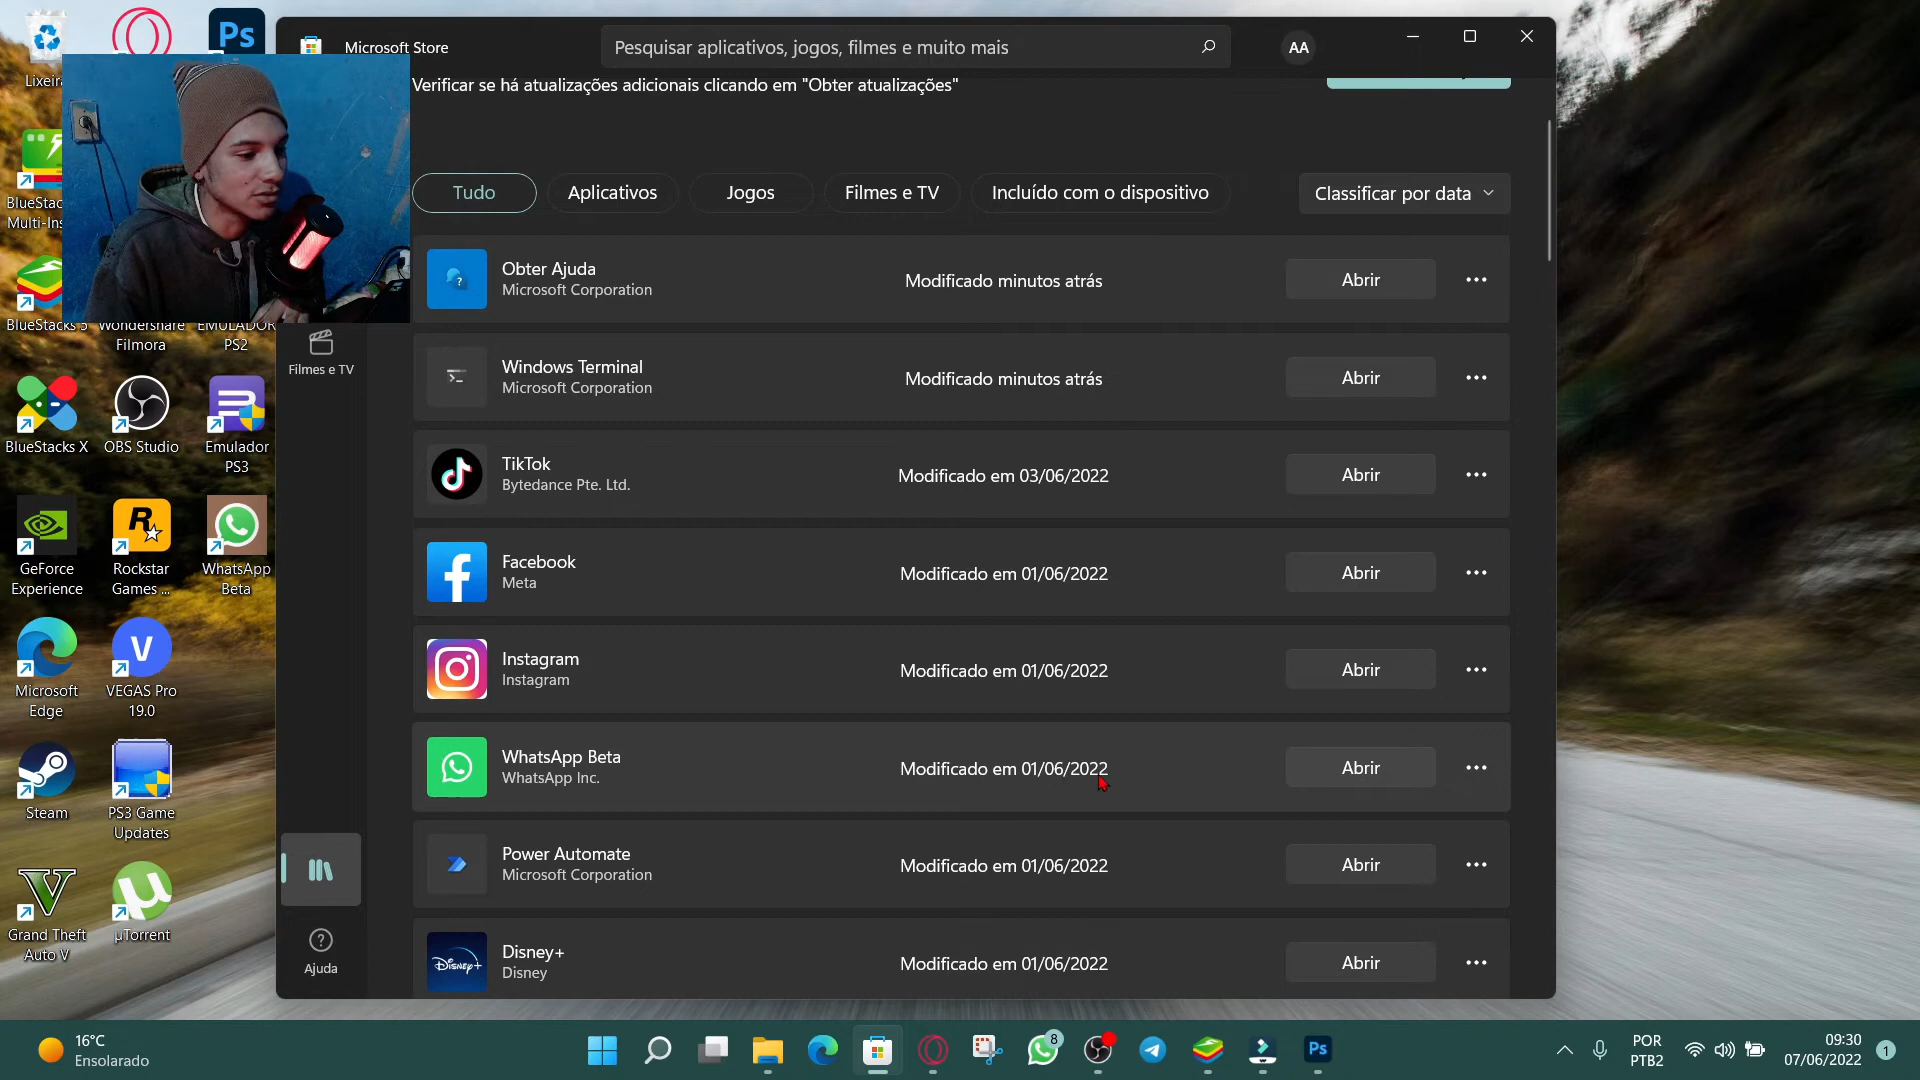 Lixeira
Ps
Microsoft Store
Pesquisar aplicativos, jogos, filmes e muito mais
AA
Verificar se há atualizações adicionais clicando em "Obter atualizações"
Tudo
Aplicativos
Jogos
Filmes e TV
Incluído com o dispositivo
Classificar por data
Obter Ajuda
Microsoft Corporation
Modificado minutos atrás
Abrir
Windows Terminal
Microsoft Corporation
Modificado minutos atrás
Abrir
TikTok
Bytedance Pte. Ltd.
Modificado em 03/06/2022
Abrir
Facebook
Meta
Modificado em 01/06/2022
Abrir
Instagram
Instagram
Modificado em 01/06/2022
Abrir
WhatsApp Beta
WhatsApp Inc.
Modificado em 01/06/2022
Abrir
Power Automate
Microsoft Corporation
Modificado em 01/06/2022
Abrir
Disney+
Disney+
Disney
Modificado em 01/06/2022
Abrir
Filmes e TV
Ajuda
BlueStac
Multi-Ins
BlueStacks 5
Wondershare
Filmora
EMULADOR
PS2
BlueStacks X
OBS Studio
Emulador
PS3
GeForce
Experience
Rockstar
Games ...
WhatsApp
Beta
Microsoft
Edge
VEGAS Pro
19.0
Steam
PS3 Game
Updates
Grand Theft
Auto V
µTorrent
16°C
Ensolarado
8
Ps
POR
PTB2
09:30
07/06/2022
1